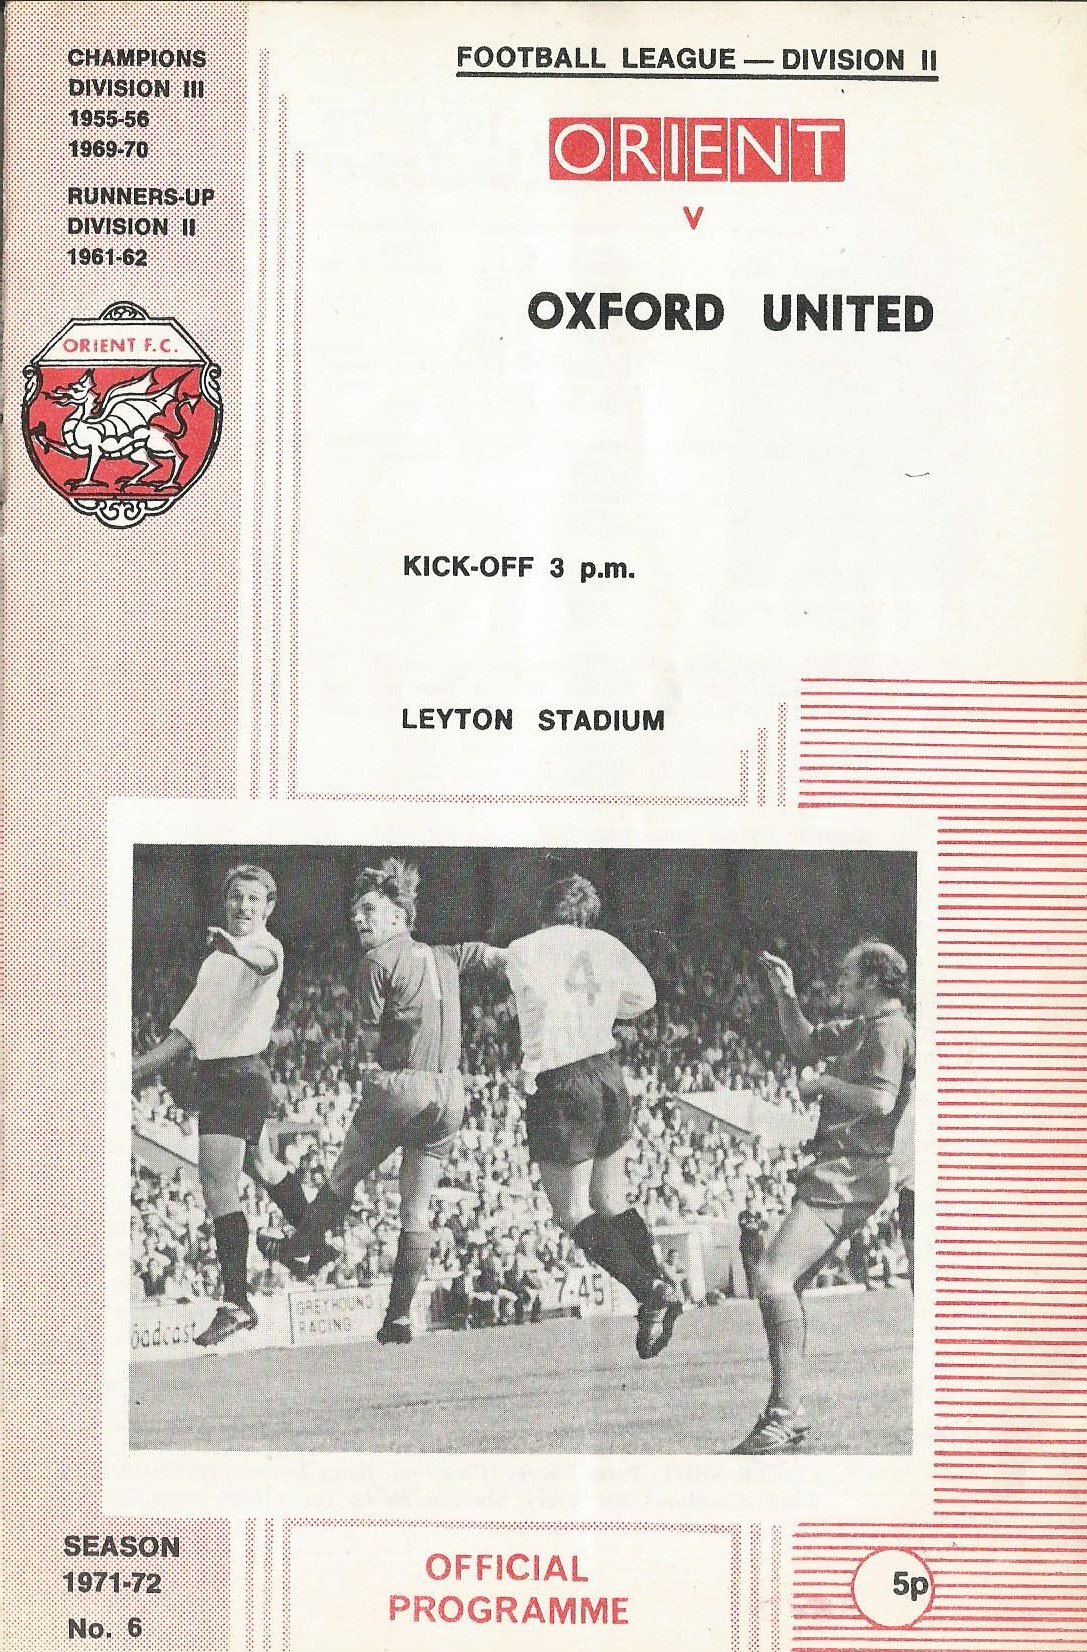 CHAMPIONS
DIVISION III
1955-56
1969-70
RUNNERS-UP
DIVISION II
1961-62
ORIENT F.C.
FOOTBALL LEAGUE — DIVISION II
ORIENT
V
OXFORD UNITED
KICK-OFF 3 p.m.
LEYTON STADIUM
4
GREYHOUND
RACING
7·45
oadcast
SEASON
1971-72
No. 6
OFFICIAL
PROGRAMME
5p